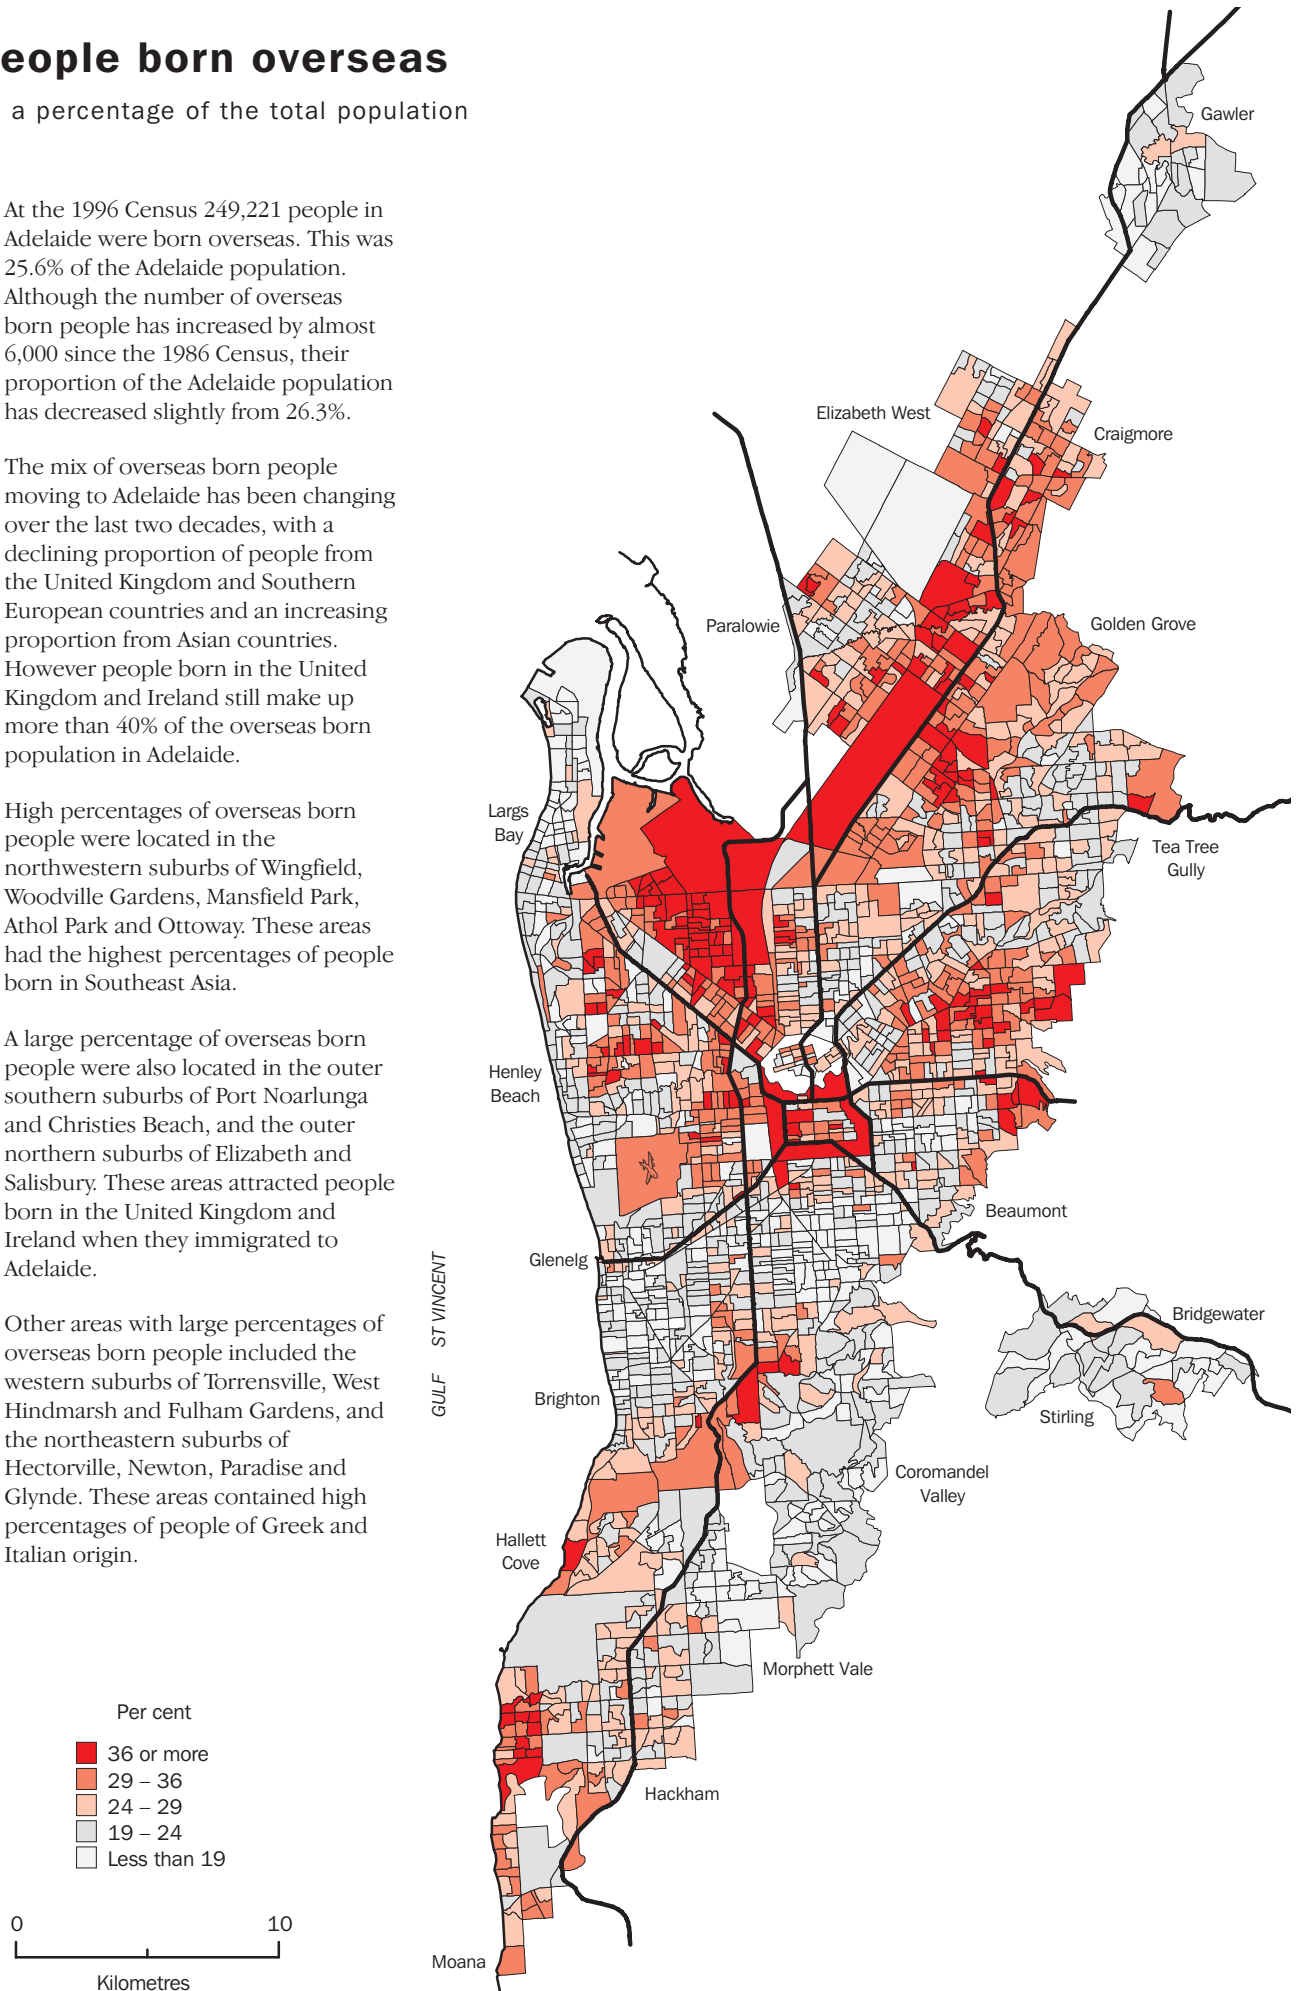 eople born overseas
a percentage of the total population
At the 1996 Census 249,221 people in
Adelaide were born overseas. This was
25.6% of the Adelaide population.
Although the number of overseas
born people has increased by almost
6,000 since the 1986 Census, their
proportion of the Adelaide population
has decreased slightly from 26.3%.
The mix of overseas born people
moving to Adelaide has been changing
over the last two decades, with a
declining proportion of people from
the United Kingdom and Southern
European countries and an increasing
proportion from Asian countries.
However people born in the United
Kingdom and Ireland still make up
more than 40% of the overseas born
population in Adelaide.
High percentages of overseas born
people were located in the
northwestern suburbs of Wingfield,
Woodville Gardens, Mansfield Park,
Athol Park and Ottoway. These areas
had the highest percentages of people
born in Southeast Asia.
A large percentage of overseas born
people were also located in the outer
southern suburbs of Port Noarlunga
and Christies Beach, and the outer
northern suburbs of Elizabeth and
Salisbury. These areas attracted people
born in the United Kingdom and
Ireland when they immigrated to
Adelaide.
Other areas with large percentages of
overseas born people included the
western suburbs of Torrensville, West
Hindmarsh and Fulham Gardens, and
the northeastern suburbs of
Hectorville, Newton, Paradise and
Glynde. These areas contained high
percentages of people of Greek and
Italian origin.
Per cent
36 or more
29 – 36
24 – 29
19 – 24
Less than 19
0 10
Kilometres
Gawler
Elizabeth West
Craigmore
Paralowie
Golden Grove
Largs
Bay
Tea Tree
Gully
Henley
Beach
Beaumont
Glenelg
GULF ST VINCENT
Bridgewater
Brighton
Stirling
Coromandel
Valley
Hallett
Cove
Morphett Vale
Hackham
Moana